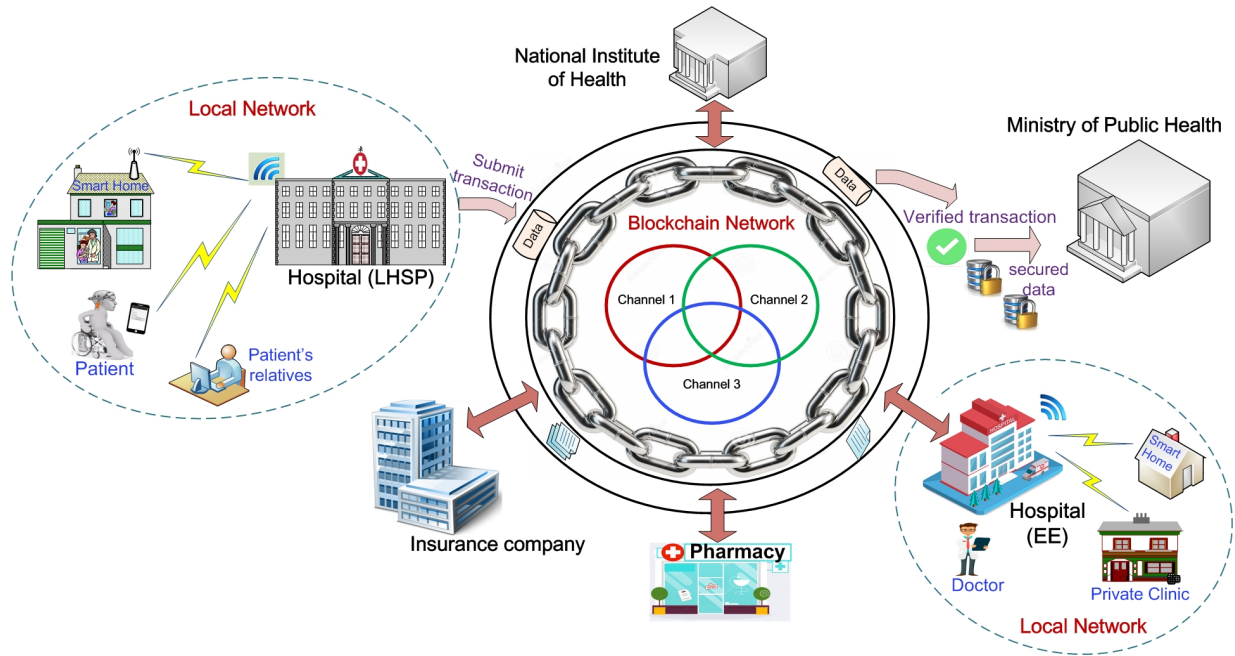 National Institute
of Health
Local Network
Ministry of Public Health
Smart Home
Submit
transaction
Data
Data
Verified transaction
Blockchain Network
Hospital (LHSP)
secured
data
Channel 1
Channel 2
Channel 3
Patient
Patient's
relatives
HOSPITAL
Smart
Home
Hospital
(EE)
Insurance company
Pharmacy
Doctor
Private Clinic
Local Network